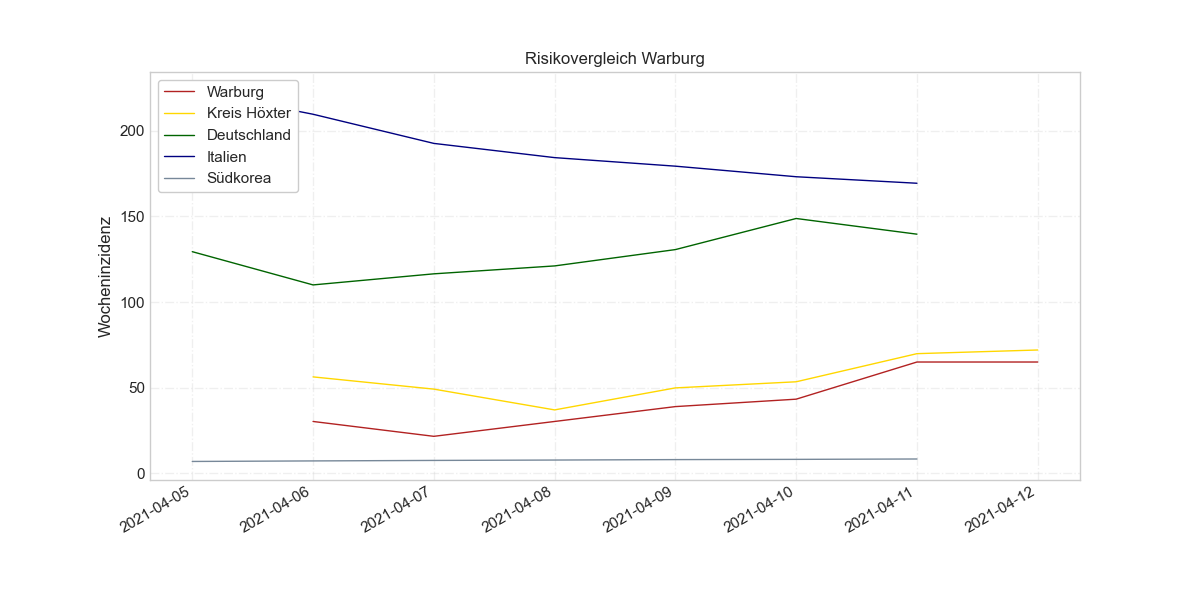 Risikovergleich Warburg
Warburg
Kreis Höxter
Deutschland
Italien
Südkorea
Wocheninzidenz
200
150
100
50
0
2021-04-05
2021-04-06
2021-04-07
2021-04-08
2021-04-09
2021-04-10
2021-04-11
2021-04-12